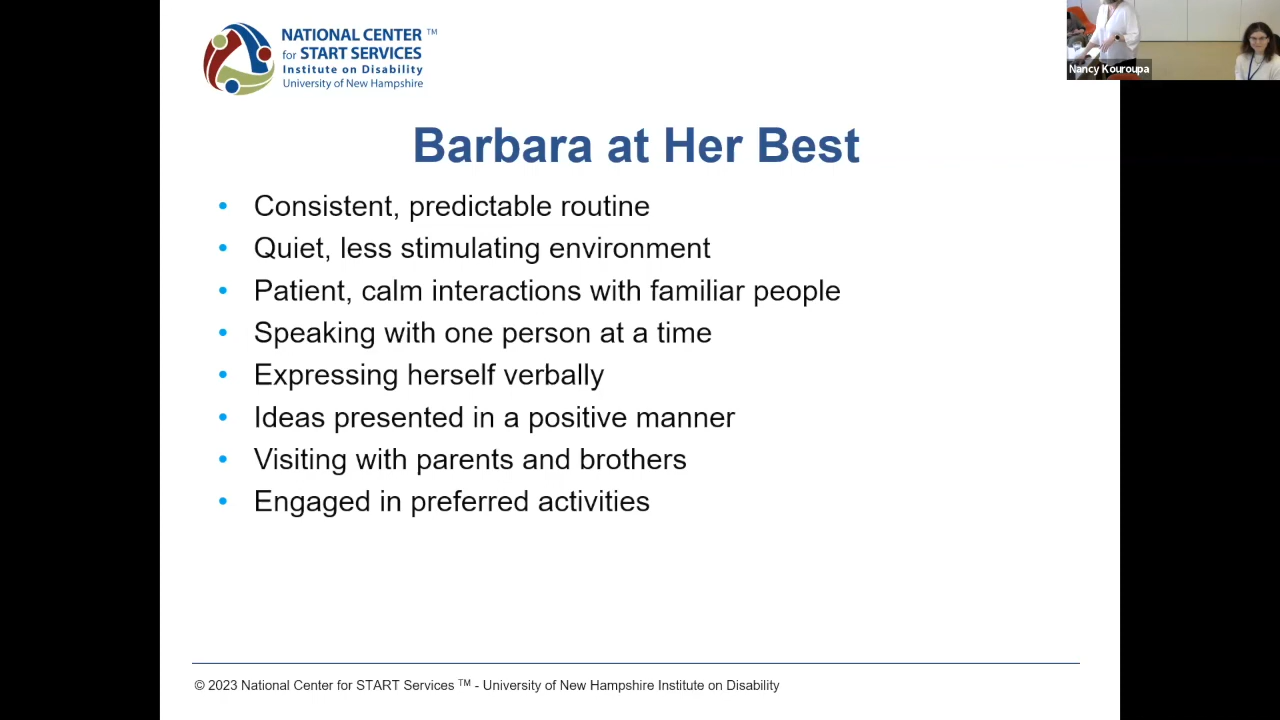 NATIONAL CENTER ™
for START SERVICES
Institute on Disability
University of New Hampshire
Nancy Kouroupa
Barbara at Her Best
• Consistent, predictable routine
• Quiet, less stimulating environment
• Patient, calm interactions with familiar people
• Speaking with one person at a time
• Expressing herself verbally
• Ideas presented in a positive manner
• Visiting with parents and brothers
• Engaged in preferred activities
© 2023 National Center for START Services ™ - University of New Hampshire Institute on Disability